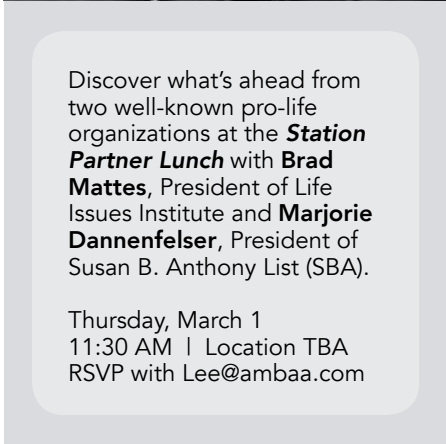 Discover what’s ahead from
two well-known pro-life
organizations at the Station
Partner Lunch with Brad
Mattes, President of Life
Issues Institute and Marjorie
Dannenfelser, President of
Susan B. Anthony List (SBA).
Thursday, March 1
11:30 AM | Location TBA
RSVP with Lee@ambaa.com